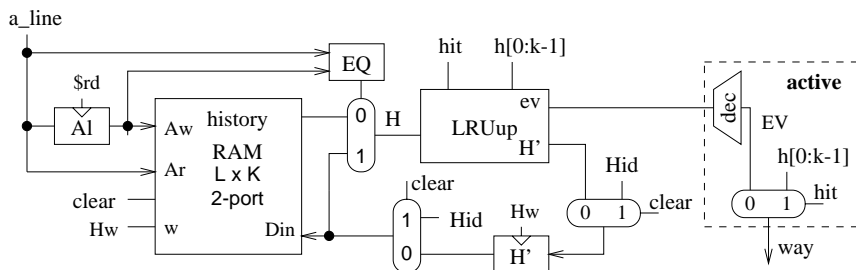 a_line
$rd
Al
EQ
hit
h[0:k-1]
active
history
RAM
L x K
2-port
Aw
Ar
clear
Hw
w
Din
0
1
H
LRUup
ev
H'
dec
EV
h[0:k-1]
0
1
hit
way
clear
1
0
Hid
Hw
H'
Hid
0
1
clear